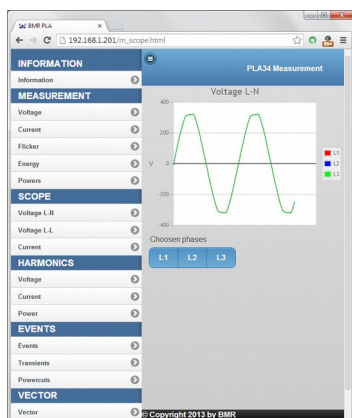 BMR PLA
192.168.1.201/m_scope.html
INFORMATION
Information
MEASUREMENT
Voltage
Current
Flicker
Energy
Powers
SCOPE
Voltage L-N
Voltage L-L
Current
HARMONICS
Voltage
Current
Power
EVENTS
Events
Transients
Powercuts
VECTOR
Vector
PLA34 Measurement
Voltage L-N
400
200
V 0
-200
-400
L1
L2
L3
Choosen phases
L1 L2 L3
© Copyright 2013 by BMR